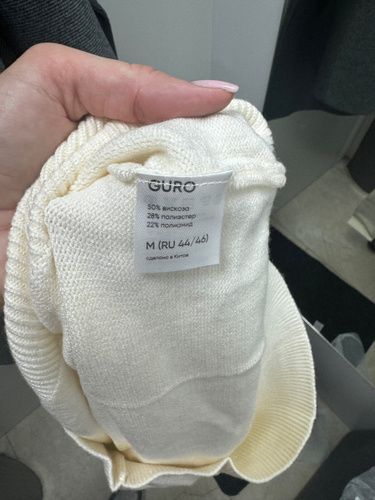 GURO
50% вискоза
28% полиэстер
22% полиамид
M (RU 44/46)
сделано в Китае